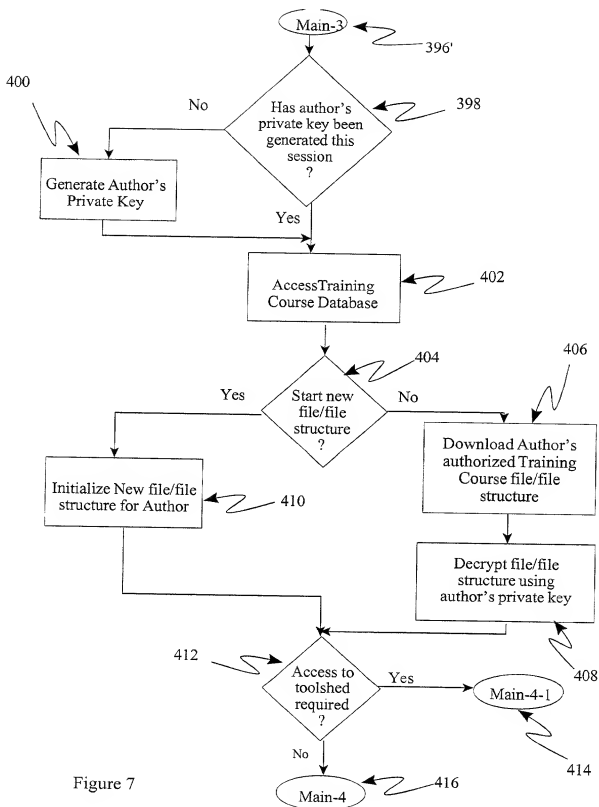 Main-3
396'
400
No
Has author's
private key been
generated this
session
?
398
Generate Author's
Private Key
Yes
AccessTraining
Course Database
402
404
406
Yes
Start new
file/file
structure
?
No
Download Author's
authorized Training
Course file/file
structure
Initialize New file/file
structure for Author
410
Decrypt file/file
structure using
author's private key
408
412
Access to
toolshed
required
?
Yes
Main-4-1
414
No
Figure 7
Main-4
416